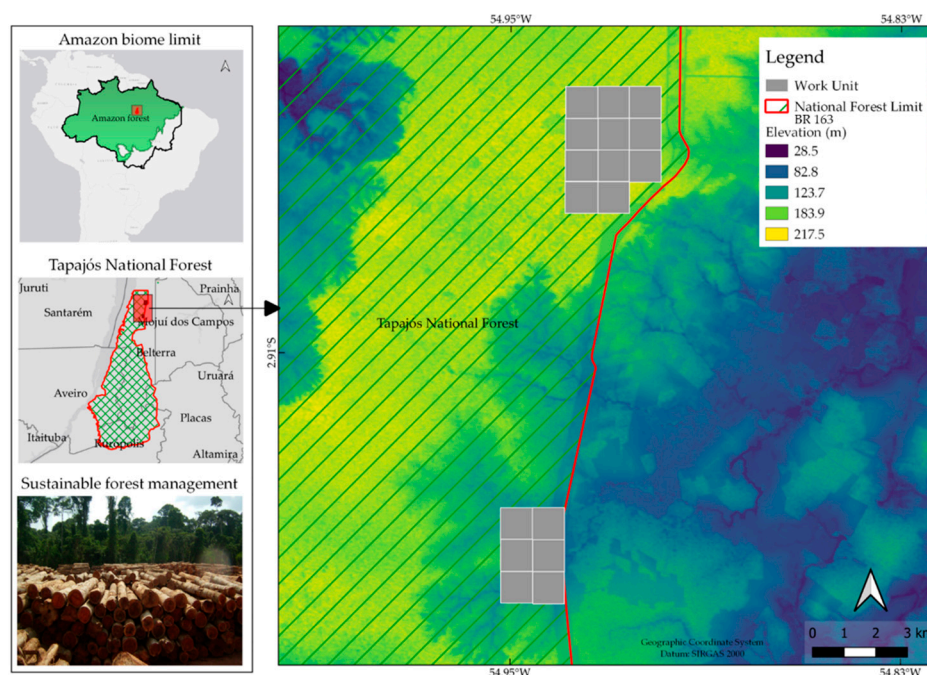 Amazon biome limit
Amazon forest
Tapajós National Forest
Juruti
Prainha
Santarém
Mojuí dos Campos
Belterra
Uruará
Aveiro
Placas
Itaituba
Rurópolis
Altamira
Sustainable forest management
54.95°W
54.83°W
2.91°S
Tapajós National Forest
Legend
Work Unit
National Forest Limit
BR 163
Elevation (m)
28.5
82.8
123.7
183.9
217.5
0 1 2 3 km
Geographic Coordinate System
Datum: SIRGAS 2000
54.95°W
54.83°W